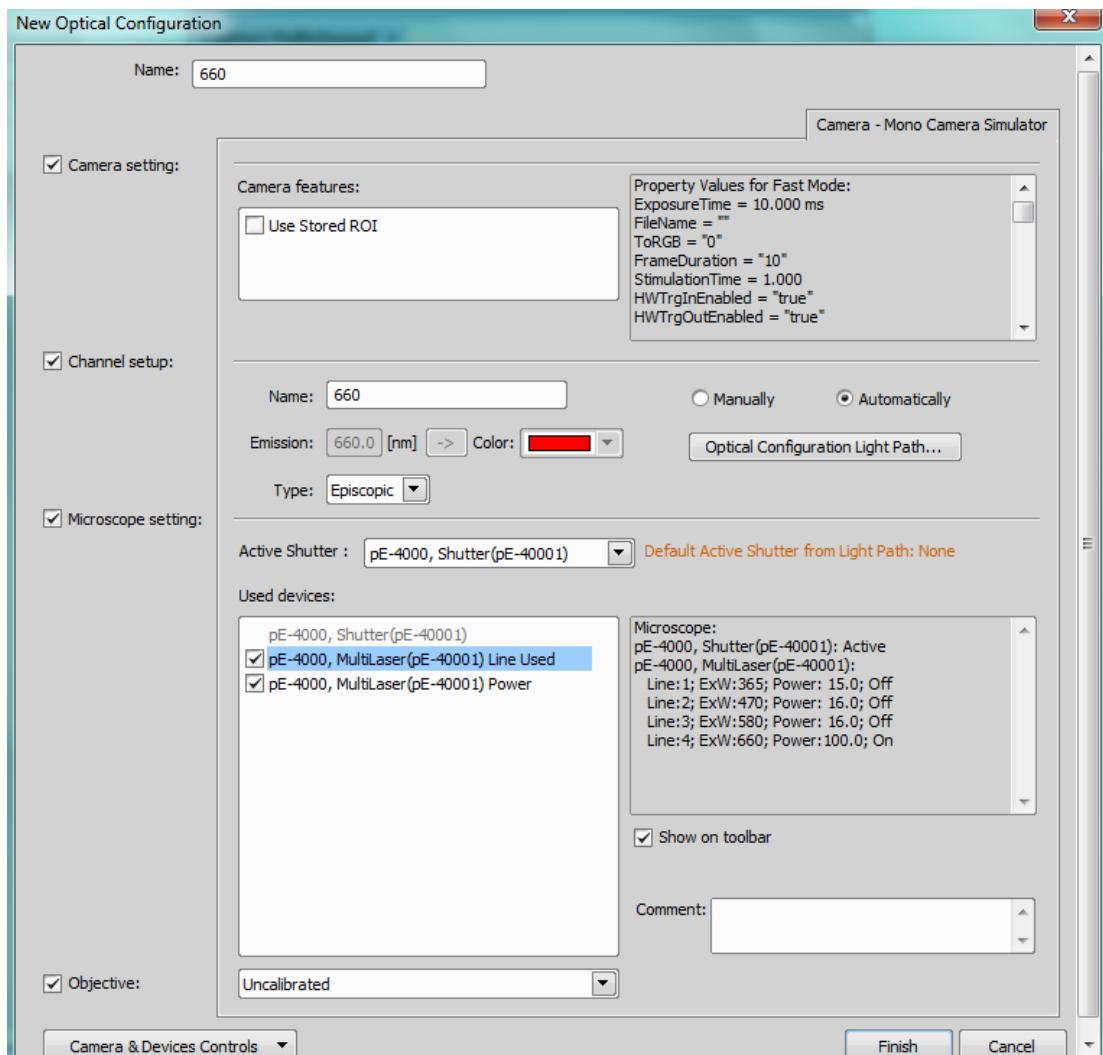 New Optical Configuration
x
Name: 660
Camera - Mono Camera Simulator
Camera setting:
Camera features:
Use Stored ROI
Property Values for Fast Mode:
ExposureTime = 10.000 ms
FileName = ""
ToRGB = "0"
FrameDuration = "10"
StimulationTime = 1.000
HWTrgInEnabled = "true"
HWTrgOutEnabled = "true"
Channel setup:
Name: 660
Manually Automatically
Emission: 660.0 [nm] -> Color:
Optical Configuration Light Path...
Type: Episcopic
Microscope setting:
Active Shutter : pE-4000, Shutter(pE-40001) Default Active Shutter from Light Path: None
Used devices:
pE-4000, Shutter(pE-40001)
pE-4000, MultiLaser(pE-40001) Line Used
pE-4000, MultiLaser(pE-40001) Power
Microscope:
pE-4000, Shutter(pE-40001): Active
pE-4000, MultiLaser(pE-40001):
Line:1; ExW:365; Power: 15.0; Off
Line:2; ExW:470; Power: 16.0; Off
Line:3; ExW:580; Power: 16.0; Off
Line:4; ExW:660; Power:100.0; On
Show on toolbar
Comment:
Objective: Uncalibrated
Camera & Devices Controls Finish Cancel